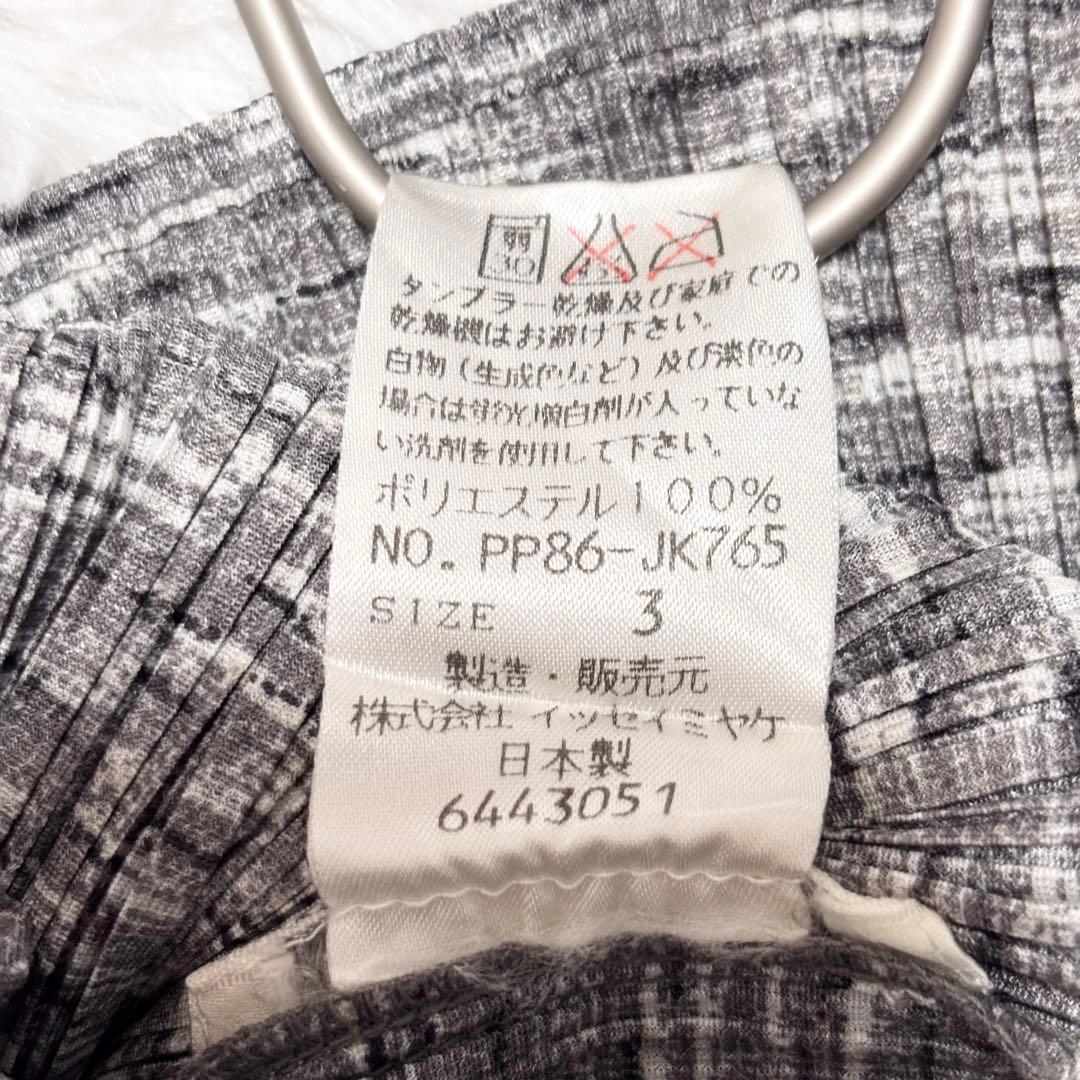 弱
30
タンブラー乾燥及び家庭での
乾燥機はお避け下さい。
白物（生成色など）及び淡色の
場合は蛍光増白剤が入っていな
い洗剤を使用して下さい。
ポリエステル100%
NO. PP86-JK765
SIZE 3
製造・販売元
株式会社 イッセイミヤケ
日本製
6443051